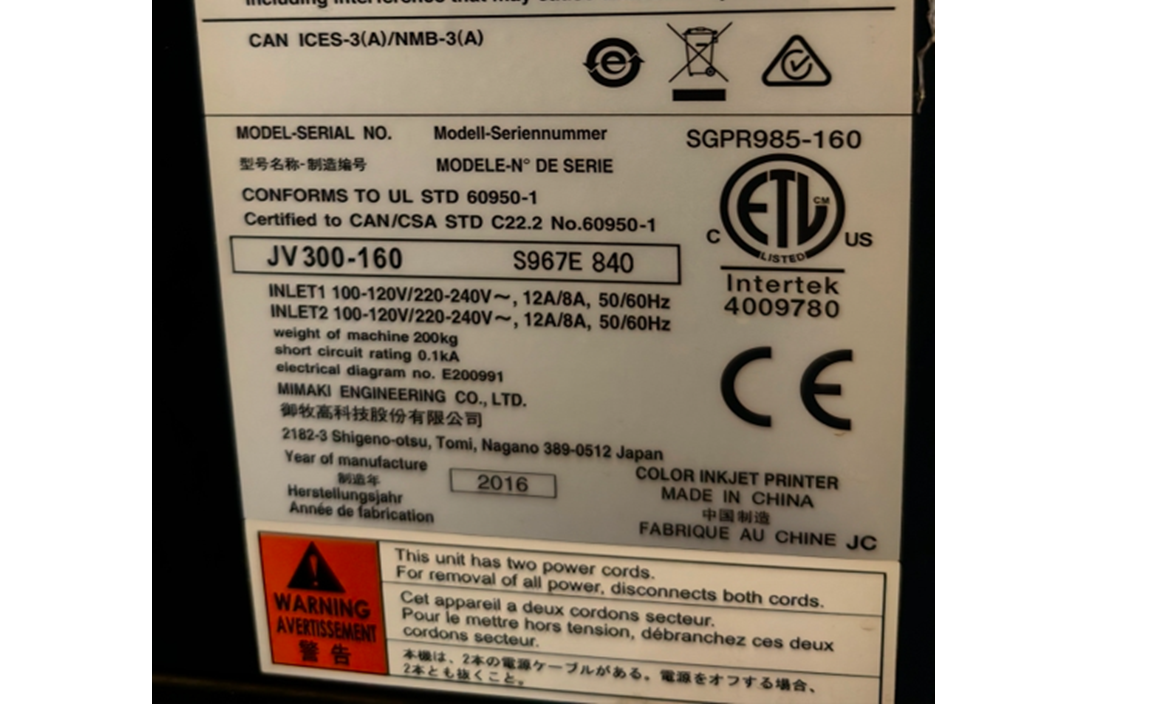 including interference that may
CAN ICES-3(A)/NMB-3(A)
MODEL-SERIAL NO. Modell-Seriennummer
型号名称-制造编号 MODELE-N° DE SERIE
CONFORMS TO UL STD 60950-1
Certified to CAN/CSA STD C22.2 No.60950-1
SGPR985-160
ETL CM
C US
LISTED
Intertek
4009780
JV300-160 S967E 840
INLET1 100-120V/220-240V～, 12A/8A, 50/60Hz
INLET2 100-120V/220-240V～, 12A/8A, 50/60Hz
weight of machine 200kg
short circuit rating 0.1kA
electrical diagram no. E200991
MIMAKI ENGINEERING CO., LTD.
御牧高科技股份有限公司
2182-3 Shigeno-otsu, Tomi, Nagano 389-0512 Japan
CE
Year of manufacture
制造年
Herstellungsjahr
Année de fabrication
2016
COLOR INKJET PRINTER
MADE IN CHINA
中国制造
FABRIQUE AU CHINE JC
WARNING
AVERTISSEMENT
警告
This unit has two power cords.
For removal of all power, disconnects both cords.
Cet appareil a deux cordons secteur.
Pour le mettre hors tension, débranchez ces deux
cordons secteur.
本機は、2本の電源ケーブルがある。電源をオフする場合、
2本とも抜くこと。